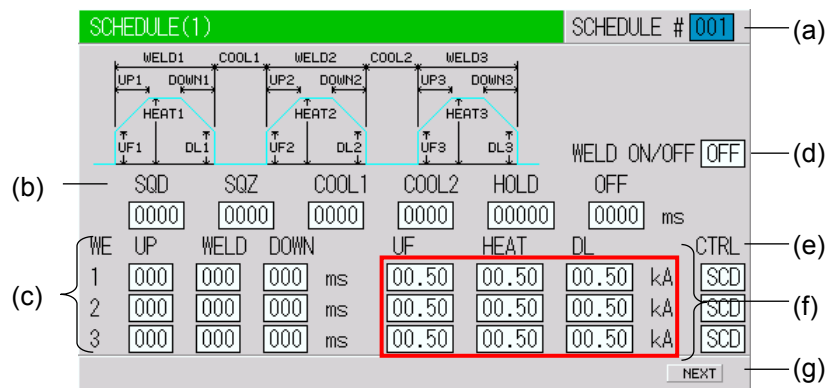 SCHEDULE(1) SCHEDULE # 001 (a)
WELD1 COOL1 WELD2 COOL2 WELD3
UP1 DOWN1 UP2 DOWN2 UP3 DOWN3
HEAT1 HEAT2 HEAT3
UF1 DL1 UF2 DL2 UF3 DL3
WELD ON/OFF OFF (d)
(b) SQD SQZ COOL1 COOL2 HOLD OFF
0000 0000 0000 0000 00000 0000 ms
WE UP WELD DOWN UF HEAT DL CTRL (e)
1 000 000 000 ms 00.50 00.50 00.50 kA SCD
(c) 2 000 000 000 ms 00.50 00.50 00.50 kA SCD (f)
3 000 000 000 ms 00.50 00.50 00.50 kA SCD
NEXT (g)